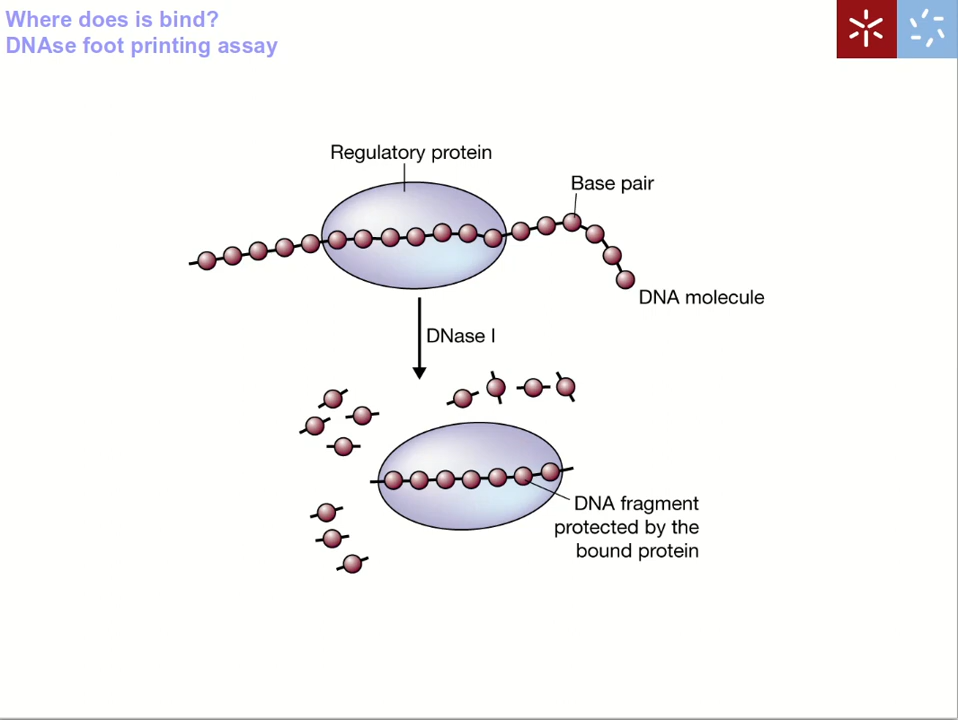 Where does is bind?
DNAse foot printing assay
Regulatory protein
Base pair
DNA molecule
DNase I
DNA fragment
protected by the
bound protein